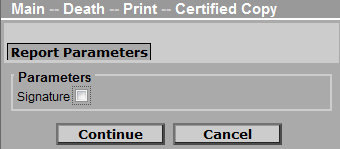 Main -- Death -- Print -- Certified Copy
Report Parameters
Parameters
Signature
Continue Cancel